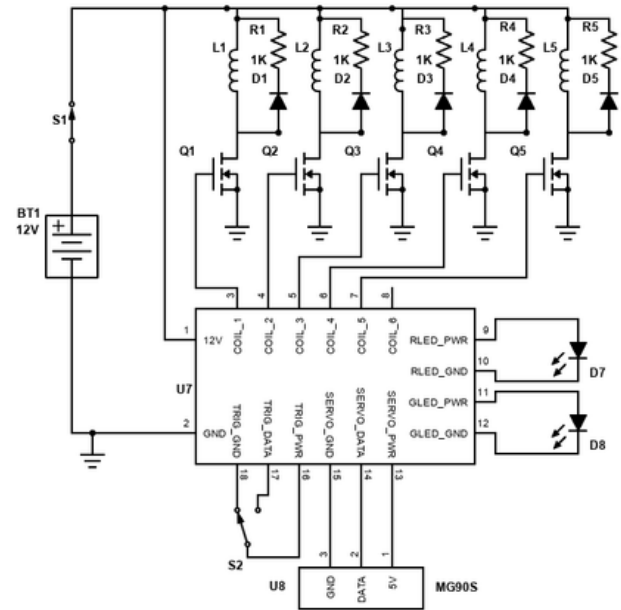 R1 R2 R3 R4 R5
L1 L2 L3 L4 L5
1K 1K 1K 1K 1K
D1 D2 D3 D4 D5
S1
Q1 Q2 Q3 Q4 Q5
BT1
12V
+
3 4 5 6 7 8
COIL_1 COIL_2 COIL_3 COIL_4 COIL_5 COIL_6
1 12V
RLED_PWR 9
RLED_GND 10
D7
U7
GLED_PWR 11
2 GND
GLED_GND 12
D8
TRIG_GND TRIG_DATA TRIG_PWR SERVO_GND SERVO_DATA SERVO_PWR
18 17 16 15 14 13
S2
3 2 1
U8
GND DATA 5V
MG90S